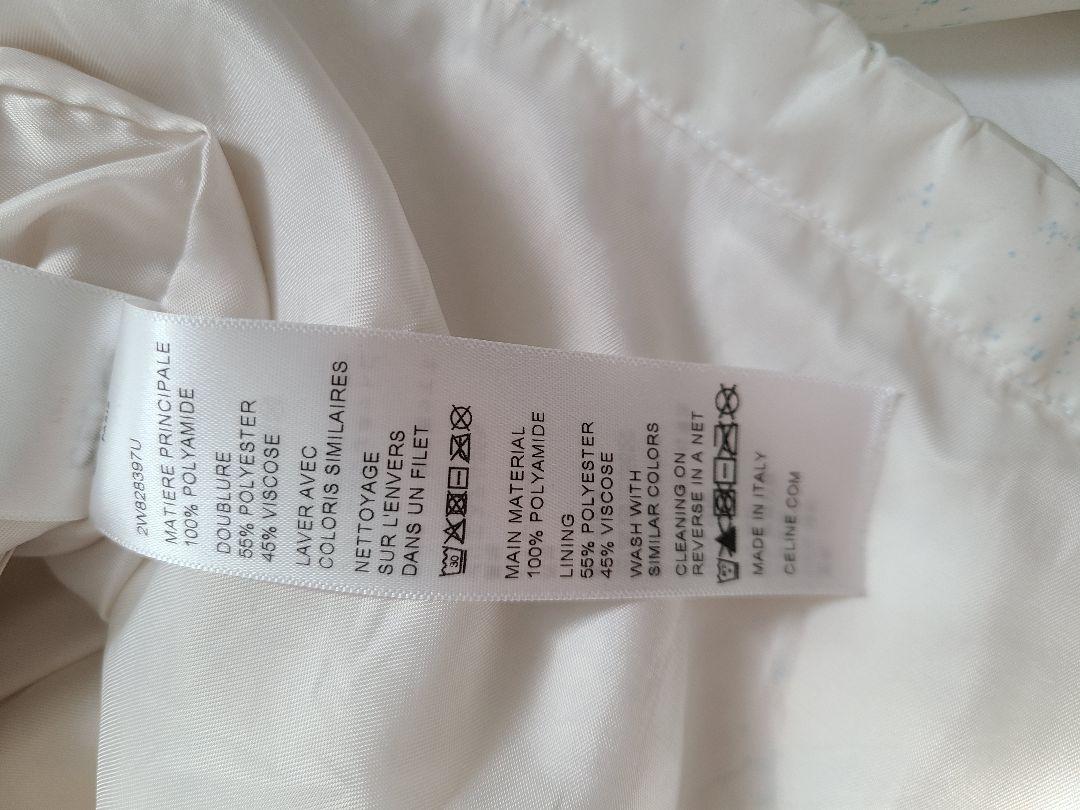 2W828397U
MATIERE PRINCIPALE
100% POLYAMIDE
DOUBLURE
55% POLYESTER
45% VISCOSE
LAVER AVEC
COLORIS SIMILAIRES
NETTOYAGE
SUR L'ENVERS
DANS UN FILET
30
MAIN MATERIAL
100% POLYAMIDE
LINING
55% POLYESTER
45% VISCOSE
WASH WITH
SIMILAR COLORS
CLEANING ON
REVERSE IN A NET
MADE IN ITALY
CELINE.COM